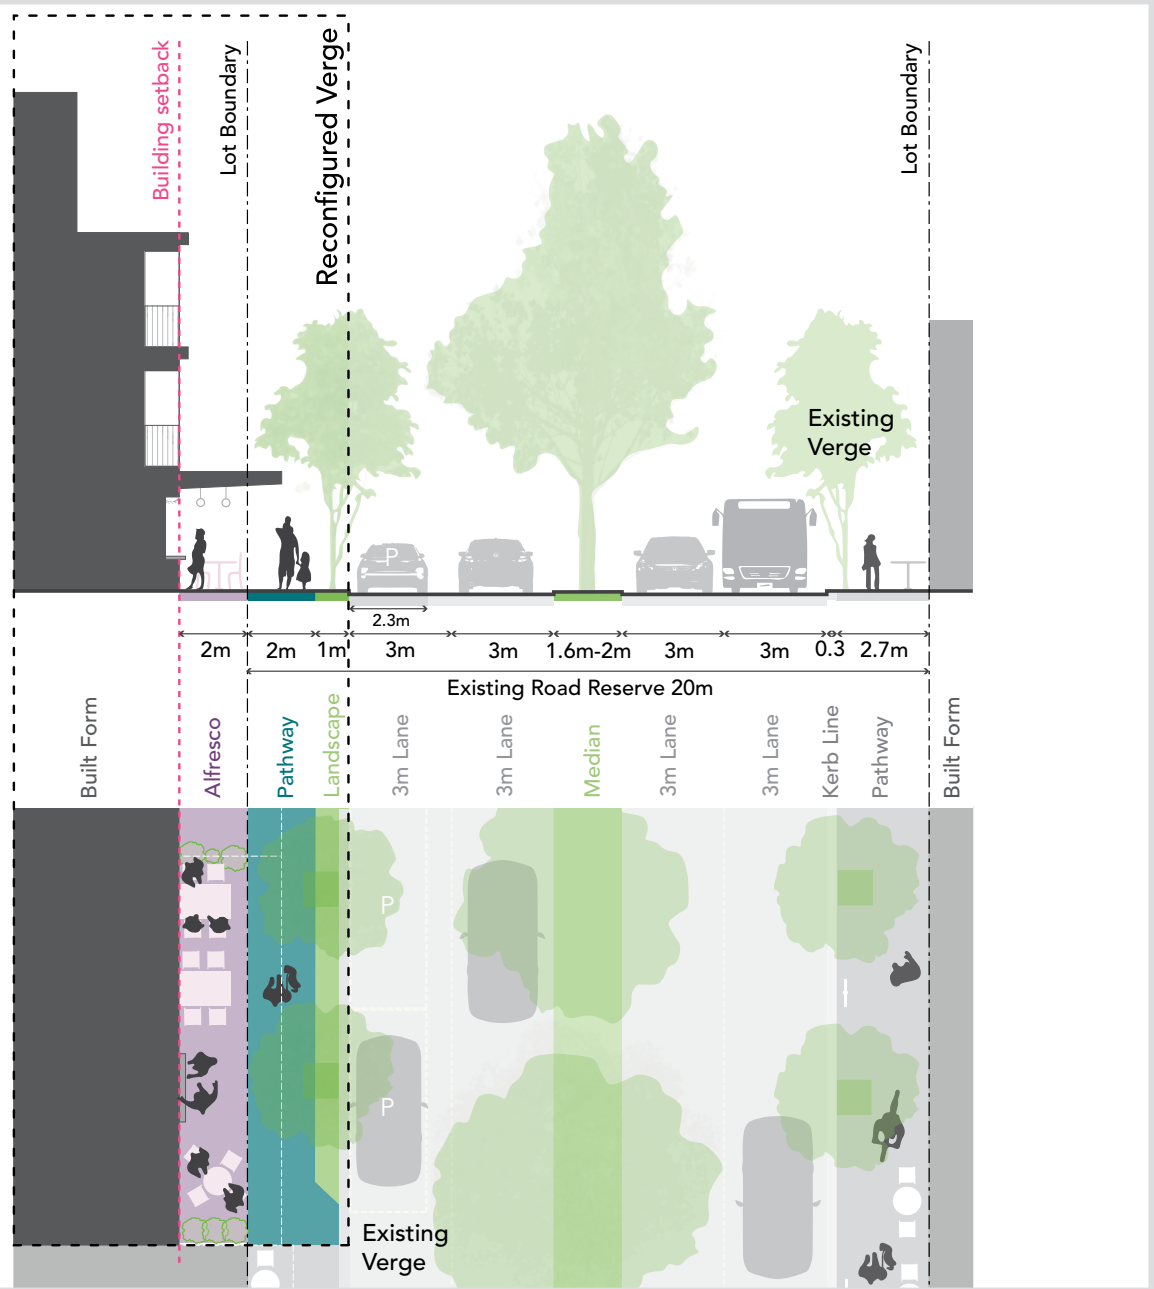 Building setback
Lot Boundary
Reconfigured Verge
Lot Boundary
Existing
Verge
P
2.3m
2m
2m
1m
3m
3m
1.6m-2m
3m
3m
0.3
2.7m
Existing Road Reserve 20m
Built Form
Alfresco
Pathway
Landscape
3m Lane
3m Lane
Median
3m Lane
3m Lane
Kerb Line
Pathway
Built Form
P
P
Existing
Verge